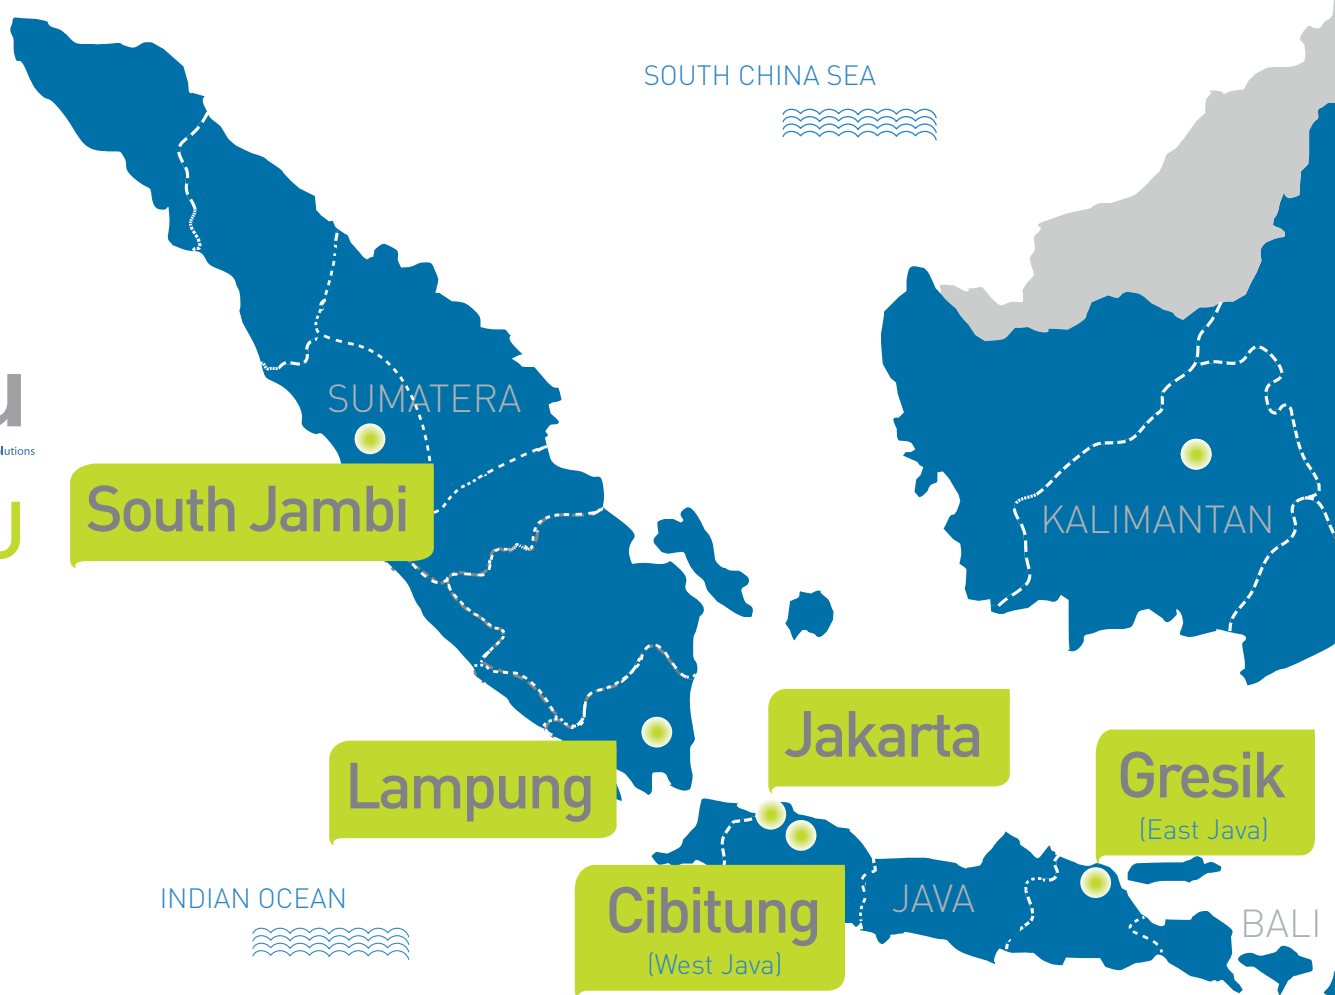 SOUTH CHINA SEA
SUMATERA
lutions
South Jambi
KALIMANTAN
Jakarta
Lampung
Gresik
(East Java)
INDIAN OCEAN
Cibitung
(West Java)
JAVA
BALI